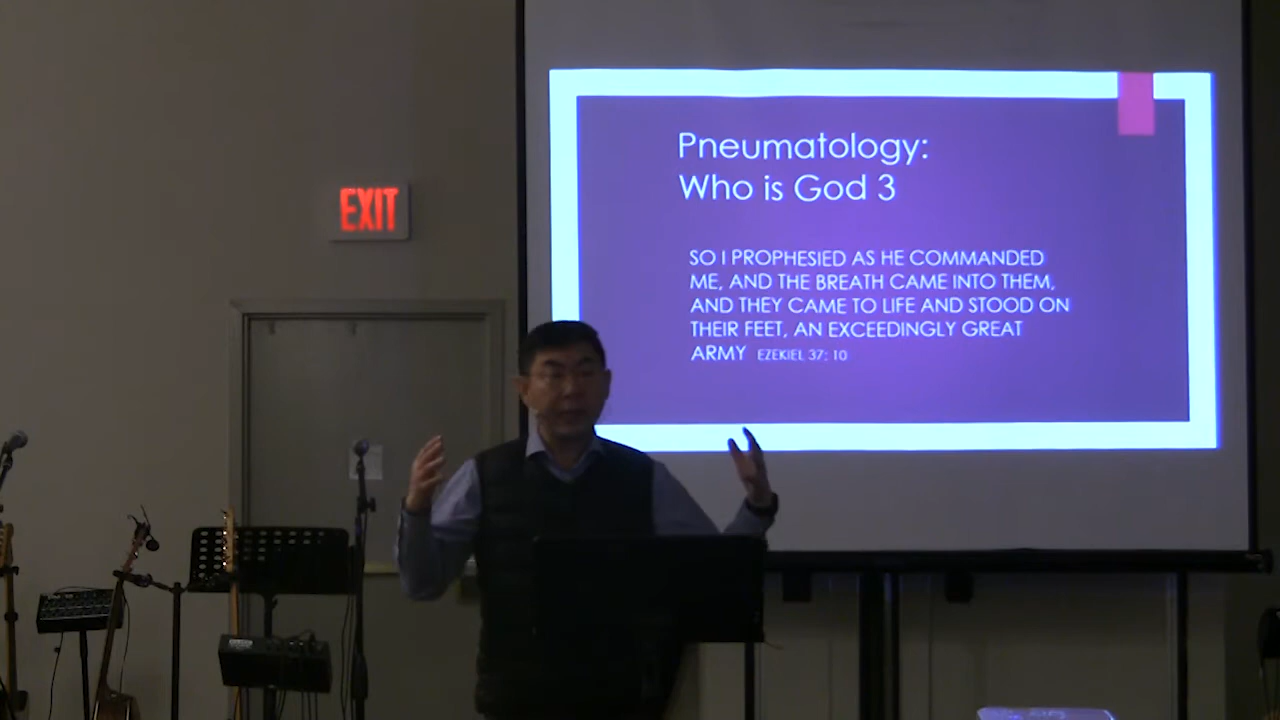 EXIT
Pneumatology:
Who is God 3
SO I PROPHESIED AS HE COMMANDED
ME, AND THE BREATH CAME INTO THEM,
AND THEY CAME TO LIFE AND STOOD ON
THEIR FEET, AN EXCEEDINGLY GREAT
ARMY EZEKIEL 37: 10